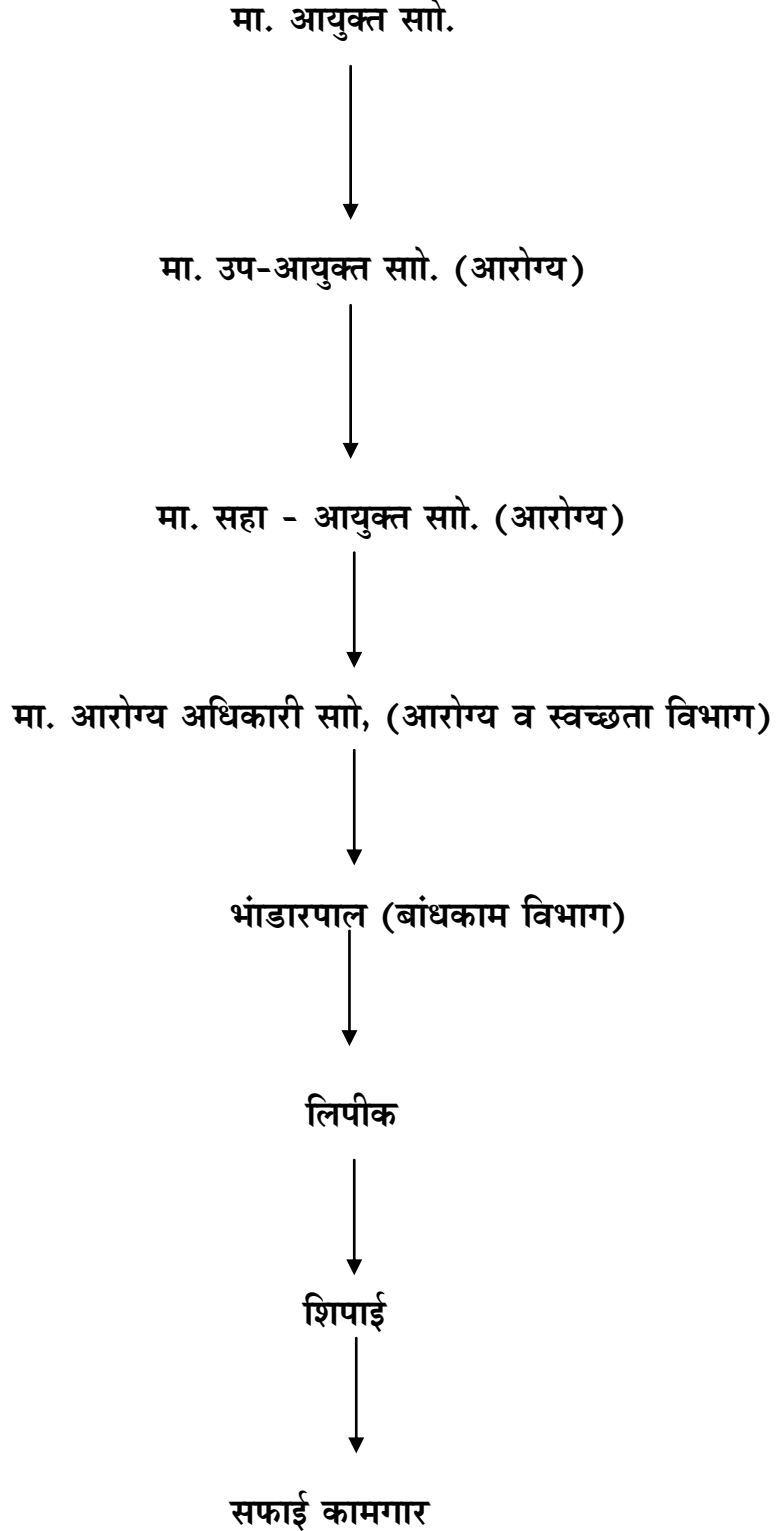 मा. आयुक्त साो.
मा. उप-आयुक्त साो. (आरोग्य)
मा. सहा - आयुक्त साो. (आरोग्य)
मा. आरोग्य अधिकारी साो, (आरोग्य व स्वच्छता विभाग)
भांडारपाल (बांधकाम विभाग)
लिपीक
शिपाई
सफाई कामगार